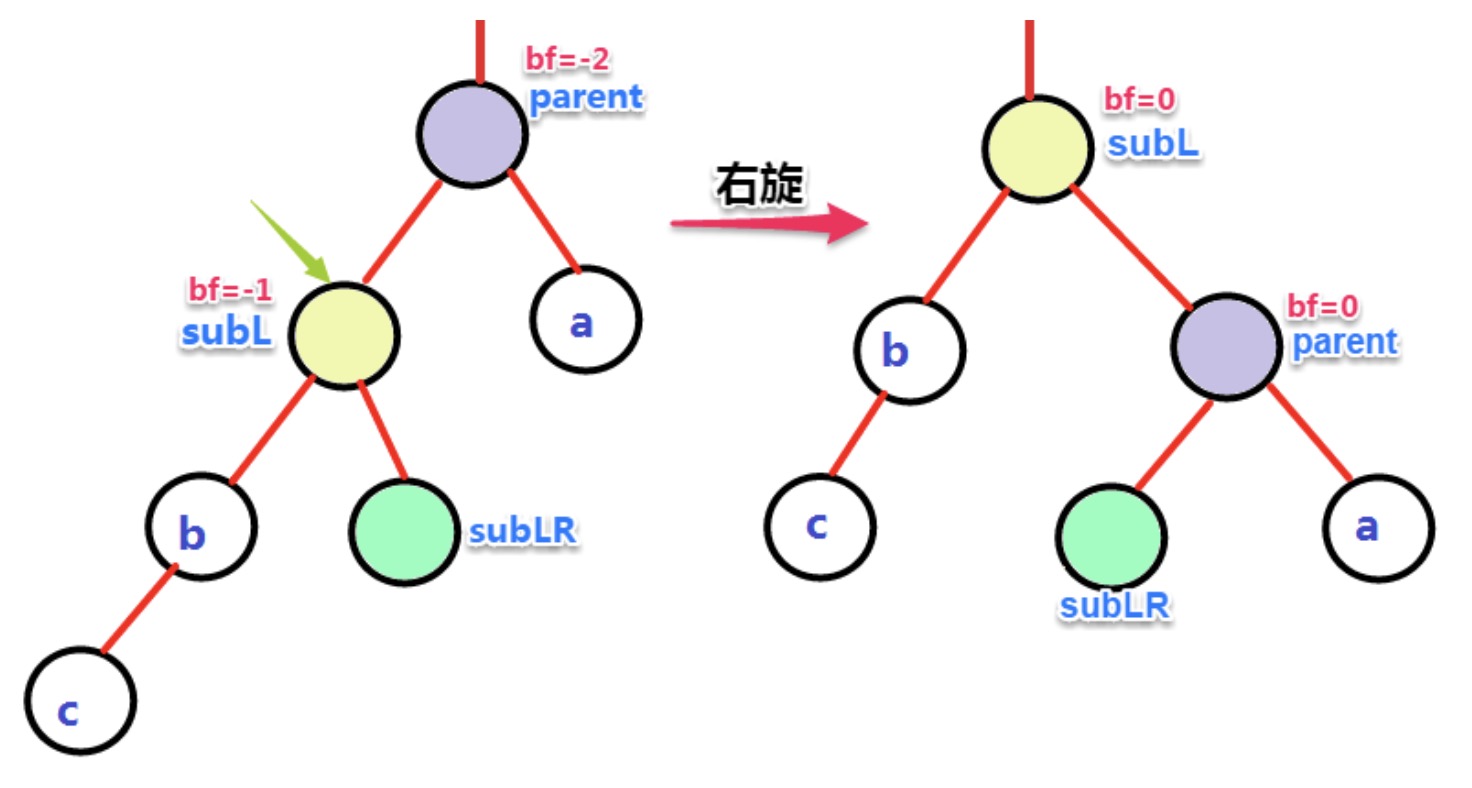 bf=-2
parent
bf=-1
subL
a
b
subLR
c
右旋
bf=0
subL
b
bf=0
parent
c
subLR
a